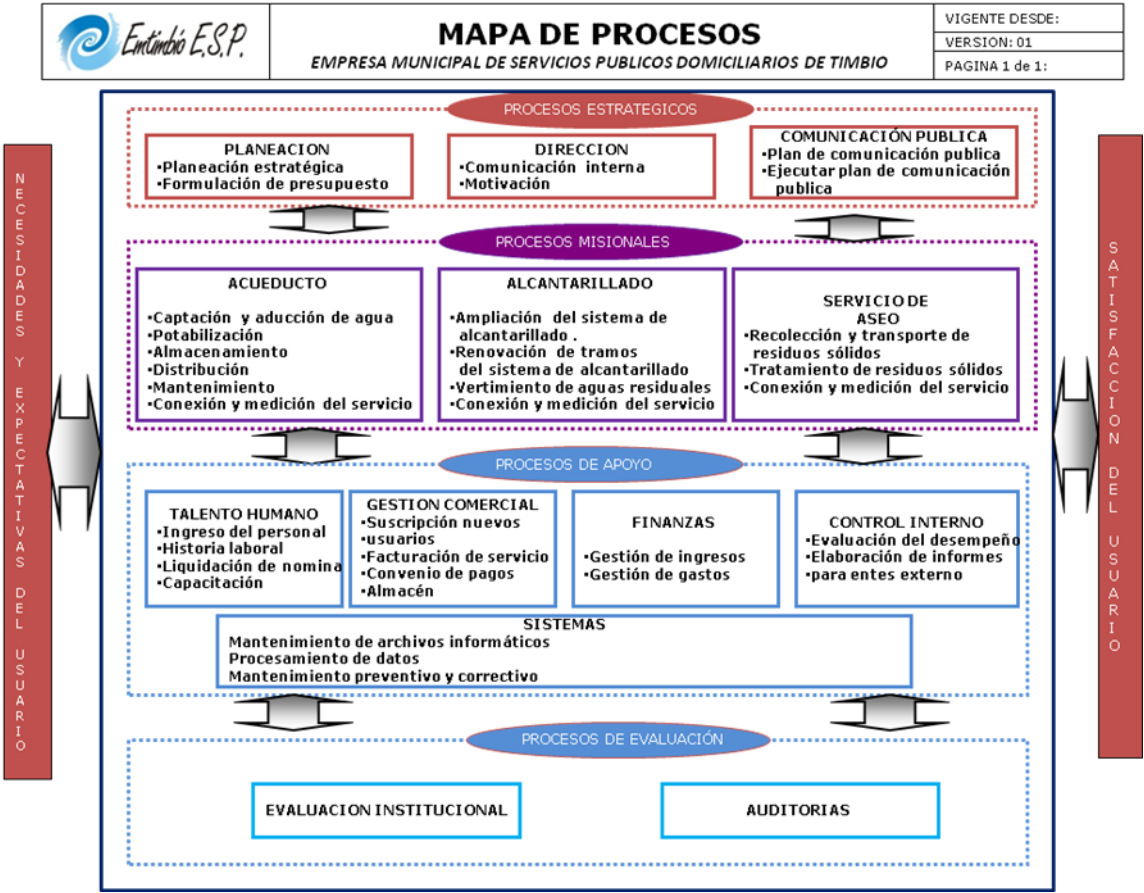 Emtimbió E.S.P.
MAPA DE PROCESOS
EMPRESA MUNICIPAL DE SERVICIOS PUBLICOS DOMICILIARIOS DE TIMBIO
VIGENTE DESDE:
VERSION: 01
PAGINA 1 de 1:
NECESIDADES Y EXPECTATIVAS DEL USUARIO
PROCESOS ESTRATEGICOS
PLANEACION
•Planeación estratégica
•Formulación de presupuesto
DIRECCION
•Comunicación interna
•Motivación
COMUNICACIÓN PUBLICA
•Plan de comunicación publica
•Ejecutar plan de comunicación
publica
PROCESOS MISIONALES
ACUEDUCTO
•Captación y aducción de agua
•Potabilización
•Almacenamiento
•Distribución
•Mantenimiento
•Conexión y medición del servicio
ALCANTARILLADO
•Ampliación del sistema de
alcantarillado .
•Renovación de tramos
del sistema de alcantarillado
•Vertimiento de aguas residuales
•Conexión y medición del servicio
SERVICIO DE
ASEO
•Recolección y transporte de
residuos sólidos
•Tratamiento de residuos sólidos
•Conexión y medición del servicio
PROCESOS DE APOYO
TALENTO HUMANO
•Ingreso del personal
•Historia laboral
•Liquidación de nomina
•Capacitación
GESTION COMERCIAL
•Suscripción nuevos
•usuarios
•Facturación de servicio
•Convenio de pagos
•Almacén
FINANZAS
•Gestión de ingresos
•Gestión de gastos
CONTROL INTERNO
•Evaluación del desempeño
•Elaboración de informes
•para entes externo
SISTEMAS
Mantenimiento de archivos informáticos
Procesamiento de datos
Mantenimiento preventivo y correctivo
PROCESOS DE EVALUACIÓN
EVALUACION INSTITUCIONAL
AUDITORIAS
SATISFACCION DEL USUARIO